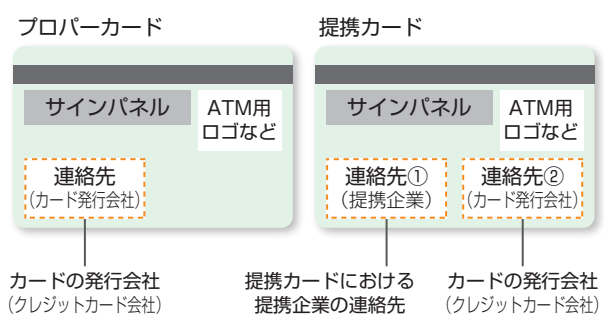 プロパーカード
サインパネル
ATM用
ロゴなど
連絡先
(カード発行会社)
カードの発行会社
(クレジットカード会社)
提携カード
サインパネル
ATM用
ロゴなど
連絡先①
(提携企業)
連絡先②
(カード発行会社)
提携カードにおける
提携企業の連絡先
カードの発行会社
(クレジットカード会社)